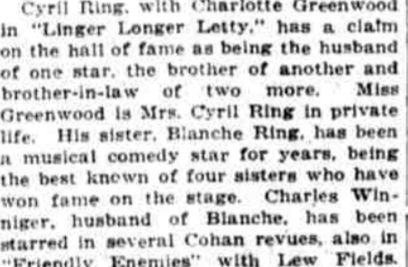 Cyril Ring, with Charlotte Greenwood
in "Linger Longer Letty," has a claim
on the hall of fame as being the husband
of one star, the brother of another and
brother-in-law of two more. Miss
Greenwood is Mrs. Cyril Ring in private
life. His sister, Blanche Ring, has been
a musical comedy star for years, being
the best known of four sisters who have
won fame on the stage. Charles Win-
niger, husband of Blanche, has been
starred in several Cohan revues, also in
"Friendly Enemies" with Lew Fields.